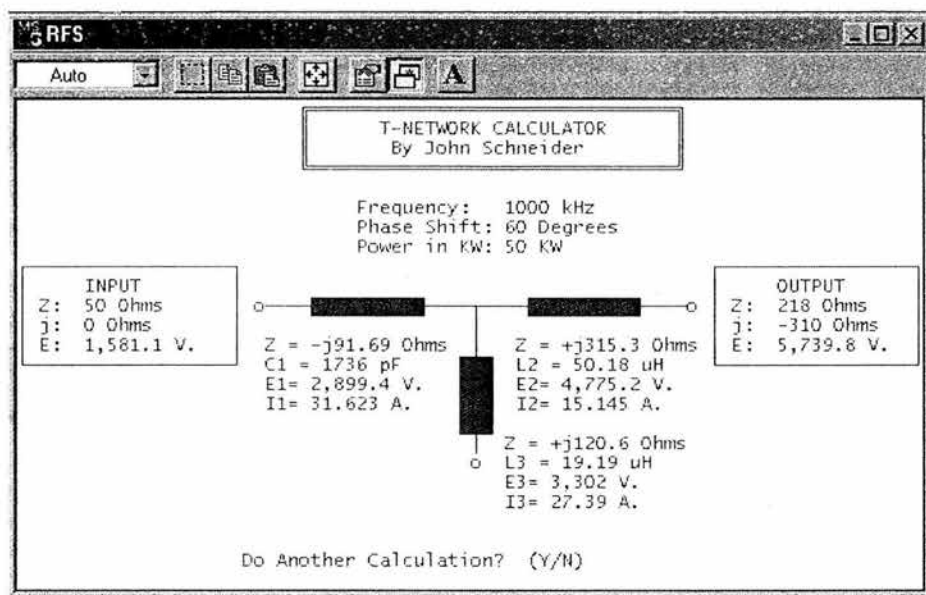 MS
RFS
Auto
A
T-NETWORK CALCULATOR
By John Schneider
Frequency: 1000 kHz
Phase Shift: 60 Degrees
Power in KW: 50 KW
INPUT
Z: 50 Ohms
j: 0 Ohms
E: 1,581.1 V.
OUTPUT
Z: 218 Ohms
j: -310 Ohms
E: 5,739.8 V.
Z = -j91.69 Ohms
C1 = 1736 pF
E1= 2,899.4 V.
I1= 31.623 A.
Z = +j315.3 Ohms
L2 = 50.18 uH
E2= 4,775.2 V.
I2= 15.145 A.
Z = +j120.6 Ohms
L3 = 19.19 uH
E3= 3,302 V.
I3= 27.39 A.
Do Another Calculation? (Y/N)